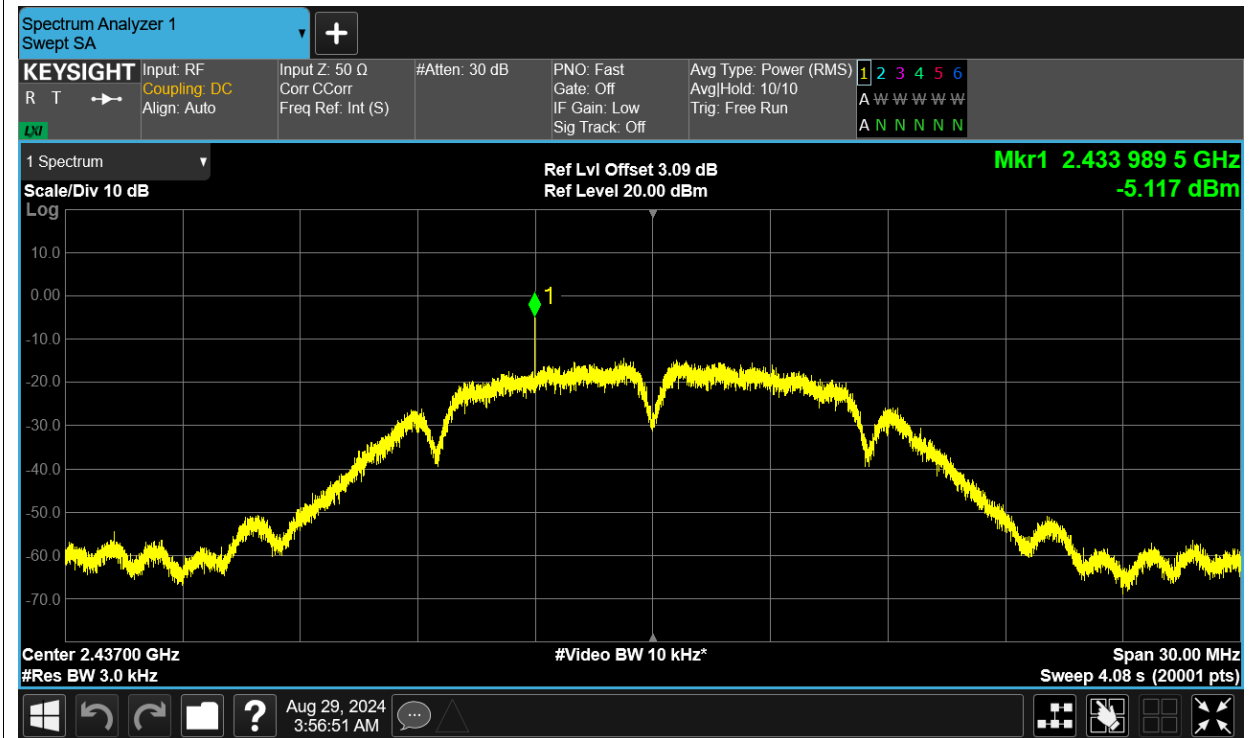 Spectrum Analyzer 1
Swept SA
+
KEYSIGHT
R T
LXI
Input: RF
Coupling: DC
Align: Auto
Input Z: 50 Ω
Corr CCorr
Freq Ref: Int (S)
#Atten: 30 dB
PNO: Fast
Gate: Off
IF Gain: Low
Sig Track: Off
Avg Type: Power (RMS)
Avg|Hold: 10/10
Trig: Free Run
1 2 3 4 5 6
A W W W W W
A N N N N N
1 Spectrum
Scale/Div 10 dB
Log
Ref Lvl Offset 3.09 dB
Ref Level 20.00 dBm
Mkr1 2.433 989 5 GHz
-5.117 dBm
10.0
0.00
-10.0
-20.0
-30.0
-40.0
-50.0
-60.0
-70.0
1
Center 2.43700 GHz
#Res BW 3.0 kHz
#Video BW 10 kHz*
Span 30.00 MHz
Sweep 4.08 s (20001 pts)
?
Aug 29, 2024
3:56:51 AM